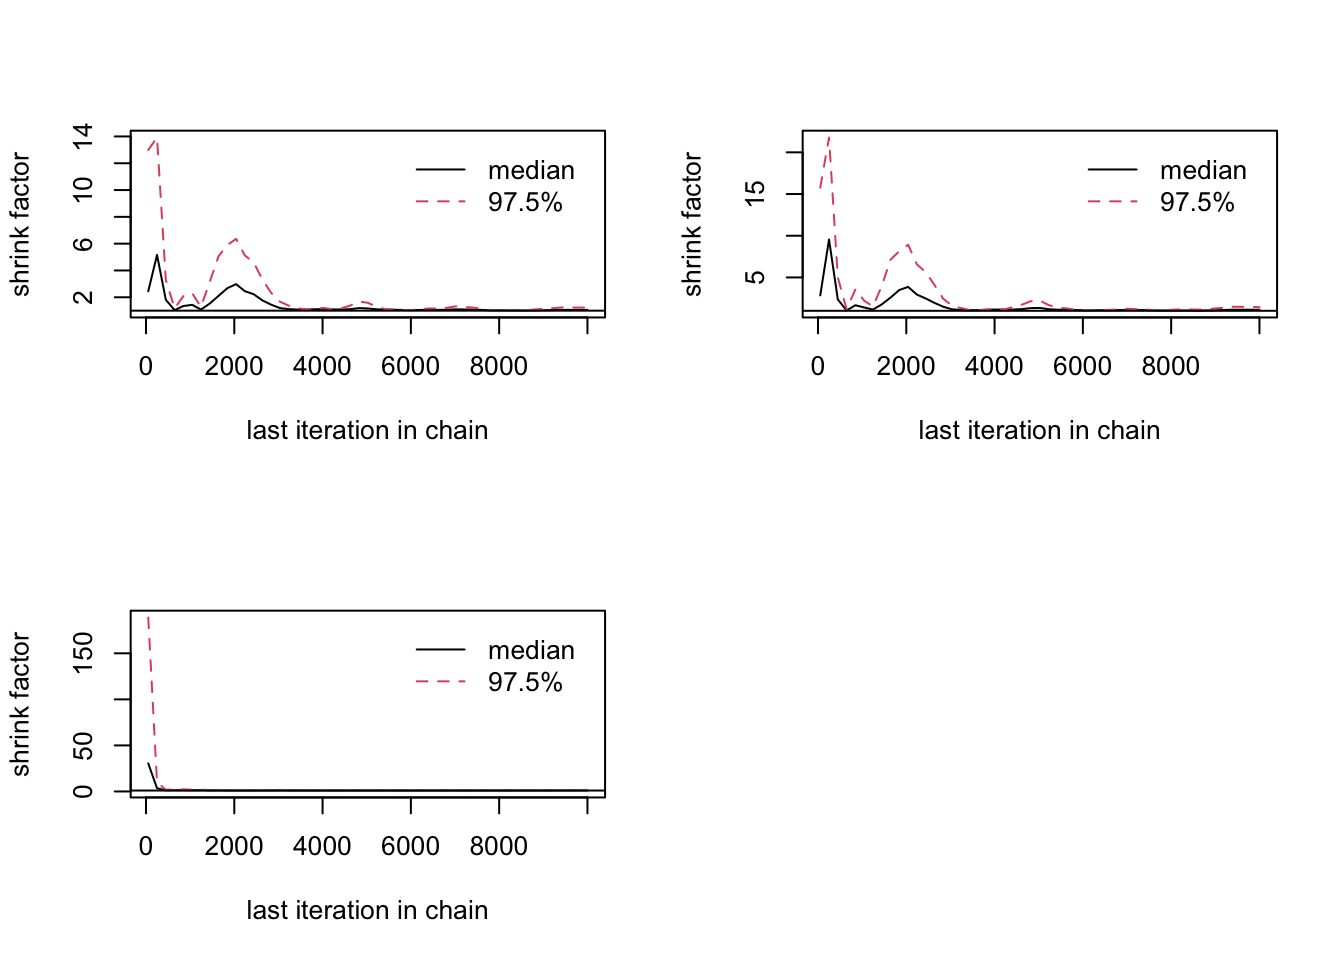 shrink factor
14
10
6
2
median
97.5%
0 2000 4000 6000 8000
last iteration in chain
shrink factor
15
5
median
97.5%
0 2000 4000 6000 8000
last iteration in chain
shrink factor
150
50
0
median
97.5%
0 2000 4000 6000 8000
last iteration in chain